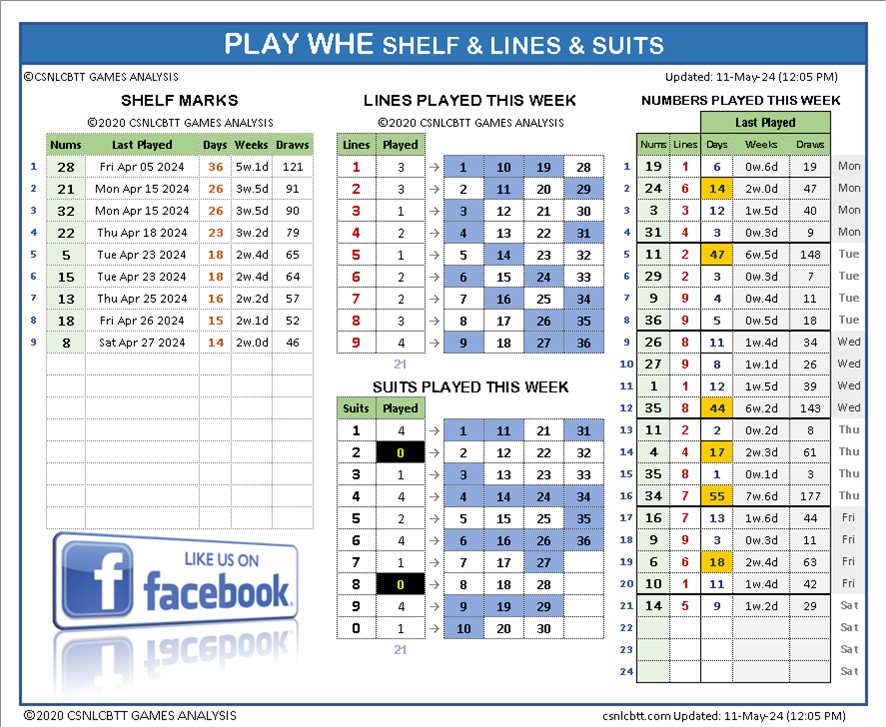 PLAY WHE SHELF & LINES & SUITS
©CSNLCBTT GAMES ANALYSIS
Updated: 11-May-24 (12:05 PM)
SHELF MARKS
©2020 CSNLCBTT GAMES ANALYSIS
Nums Last Played Days Weeks Draws
1 28 Fri Apr 05 2024 36 5w.1d 121
2 21 Mon Apr 15 2024 26 3w.5d 91
3 32 Mon Apr 15 2024 26 3w.5d 90
4 22 Thu Apr 18 2024 23 3w.2d 79
5 5 Tue Apr 23 2024 18 2w.4d 65
6 15 Tue Apr 23 2024 18 2w.4d 64
7 13 Thu Apr 25 2024 16 2w.2d 57
8 18 Fri Apr 26 2024 15 2w.1d 52
9 8 Sat Apr 27 2024 14 2w.0d 46
LIKE US ON
f facebook®
LINES PLAYED THIS WEEK
©2020 CSNLCBTT GAMES ANALYSIS
Lines Played
1 3 → 1 10 19 28
2 3 → 2 11 20 29
3 1 → 3 12 21 30
4 2 → 4 13 22 31
5 1 → 5 14 23 32
6 2 → 6 15 24 33
7 2 → 7 16 25 34
8 3 → 8 17 26 35
9 4 → 9 18 27 36
21
SUITS PLAYED THIS WEEK
Suits Played
1 4 → 1 11 21 31
2 0 → 2 12 22 32
3 1 → 3 13 23 33
4 4 → 4 14 24 34
5 2 → 5 15 25 35
6 4 → 6 16 26 36
7 1 → 7 17 27
8 0 → 8 18 28
9 4 → 9 19 29
0 1 → 10 20 30
21
NUMBERS PLAYED THIS WEEK
Last Played
Nums Lines Days Weeks Draws
1 19 1 6 0w.6d 19 Mon
2 24 6 14 2w.0d 47 Mon
3 3 3 12 1w.5d 40 Mon
4 31 4 3 0w.3d 9 Mon
5 11 2 47 6w.5d 148 Tue
6 29 2 3 0w.3d 7 Tue
7 9 9 4 0w.4d 11 Tue
8 36 9 5 0w.5d 18 Tue
9 26 8 11 1w.4d 34 Wed
10 27 9 8 1w.1d 26 Wed
11 1 1 12 1w.5d 39 Wed
12 35 8 44 6w.2d 143 Wed
13 11 2 2 0w.2d 8 Thu
14 4 4 17 2w.3d 61 Thu
15 35 8 1 0w.1d 3 Thu
16 34 7 55 7w.6d 177 Thu
17 16 7 13 1w.6d 44 Fri
18 9 9 3 0w.3d 11 Fri
19 6 6 18 2w.4d 63 Fri
20 10 1 11 1w.4d 42 Fri
21 14 5 9 1w.2d 29 Sat
22 Sat
23 Sat
24 Sat
©2020 CSNLCBTT GAMES ANALYSIS
csnlcbtt.com Updated: 11-May-24 (12:05 PM)